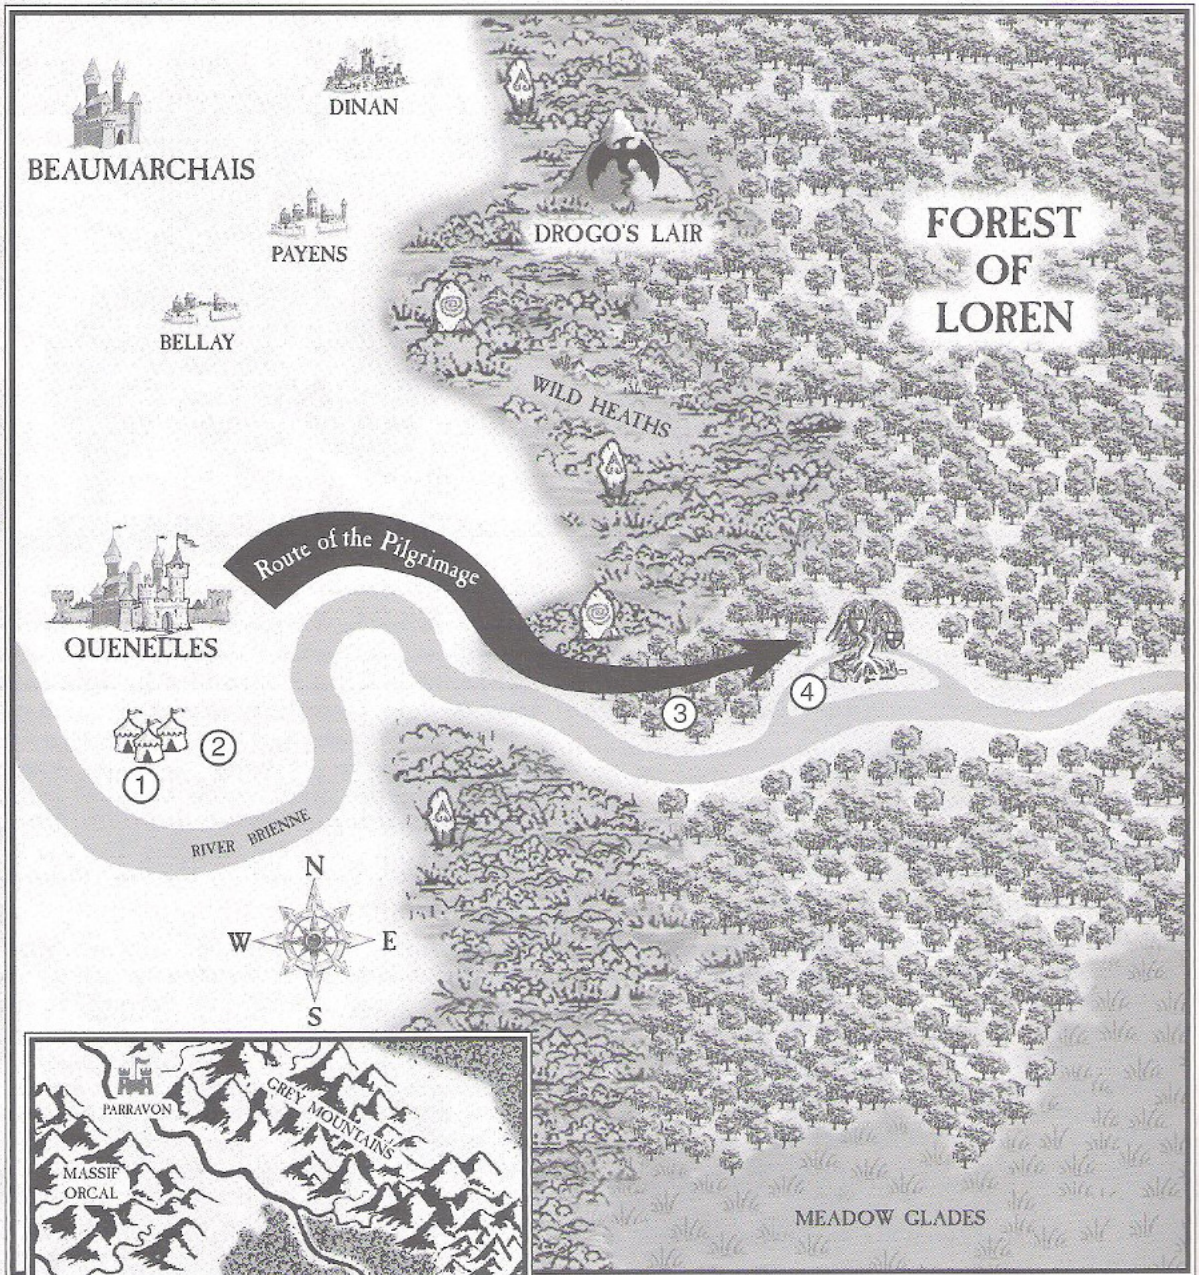 DINAN
BEAUMARCHAIS
PAYENS
BELLAY
DROGO'S LAIR
FOREST
OF
LOREN
WILD HEATHS
Route of the Pilgrimage
QUENELLES
1
2
3
4
RIVER BRIENNE
N
W
E
S
PARRAVON
GREY MOUNTAINS
MASSIF
ORCAL
MEADOW GLADES